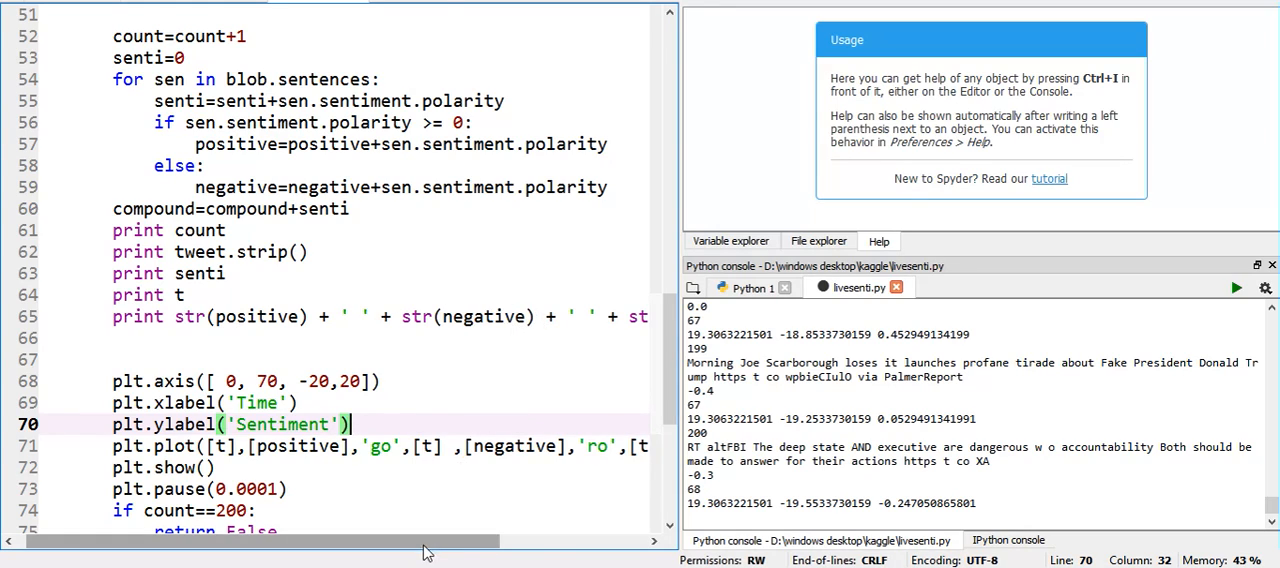 51
52 count=count+1
53 senti=0
54 for sen in blob.sentences:
55 senti=senti+sen.sentiment.polarity
56 if sen.sentiment.polarity >= 0:
57 positive=positive+sen.sentiment.polarity
58 else:
59 negative=negative+sen.sentiment.polarity
60 compound=compound+senti
61 print count
62 print tweet.strip()
63 print senti
64 print t
65 print str(positive) + ' ' + str(negative) + ' ' + st
66
67
68 plt.axis([ 0, 70, -20,20])
69 plt.xlabel('Time')
70 plt.ylabel('Sentiment')
71 plt.plot([t],[positive],'go',[t] ,[negative],'ro',[t
72 plt.show()
73 plt.pause(0.0001)
74 if count==200:
75 return False
Usage
Here you can get help of any object by pressing Ctrl+I in
front of it, either on the Editor or the Console.
Help can also be shown automatically after writing a left
parenthesis next to an object. You can activate this
behavior in Preferences > Help.
New to Spyder? Read our tutorial
Variable explorer File explorer Help
Python console - D:\windows desktop\kaggle\livesenti.py
Python 1 livesenti.py
0.0
67
19.3063221501 -18.8533730159 0.452949134199
199
Morning Joe Scarborough loses it launches profane tirade about Fake President Donald Tr
ump https t co wpbieCIulO via PalmerReport
-0.4
67
19.3063221501 -19.2533730159 0.0529491341991
200
RT altFBI The deep state AND executive are dangerous w o accountability Both should be
made to answer for their actions https t co XA
-0.3
68
19.3063221501 -19.5533730159 -0.247050865801
Python console - D:\windows desktop\kaggle\livesenti.py IPython console
Permissions: RW End-of-lines: CRLF Encoding: UTF-8 Line: 70 Column: 32 Memory: 43 %